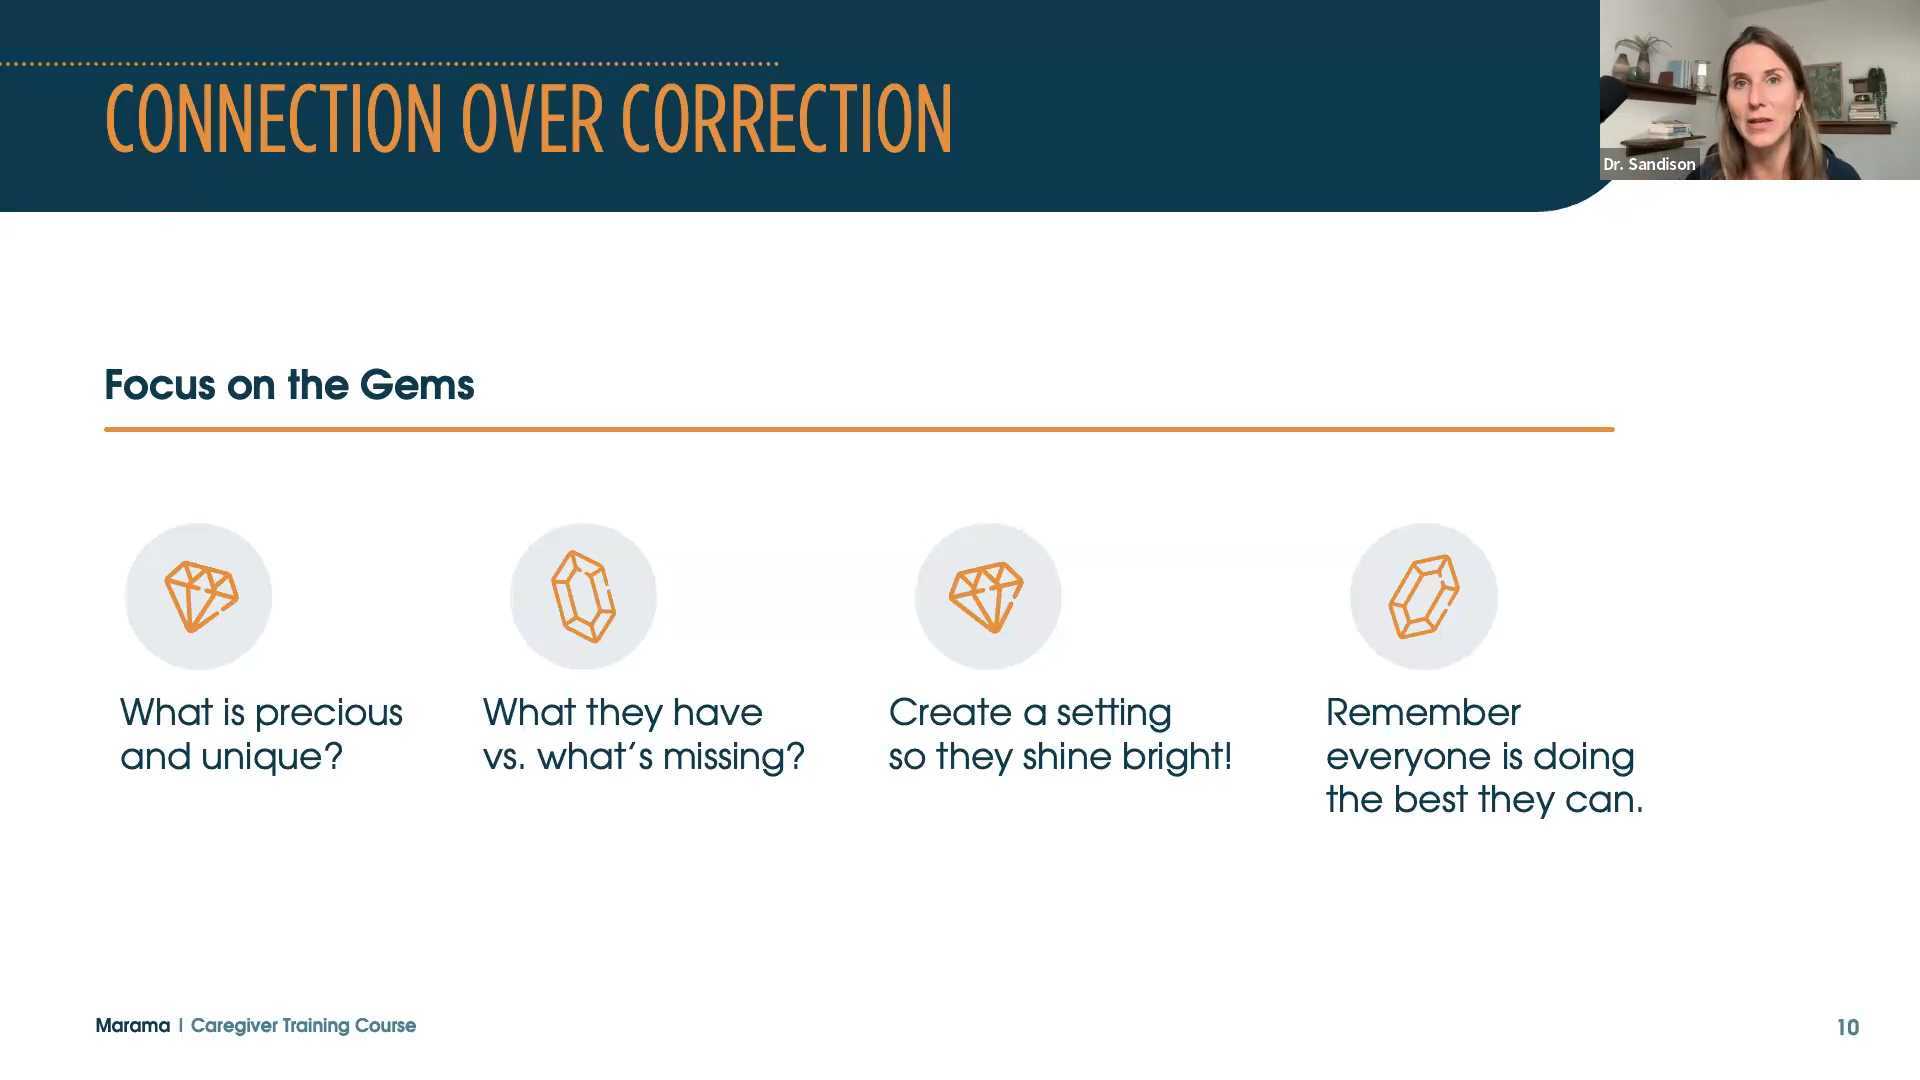 CONNECTION OVER CORRECTION
Dr. Sandison
Focus on the Gems
What is precious
and unique?
What they have
vs. what’s missing?
Create a setting
so they shine bright!
Remember
everyone is doing
the best they can.
Marama | Caregiver Training Course
10